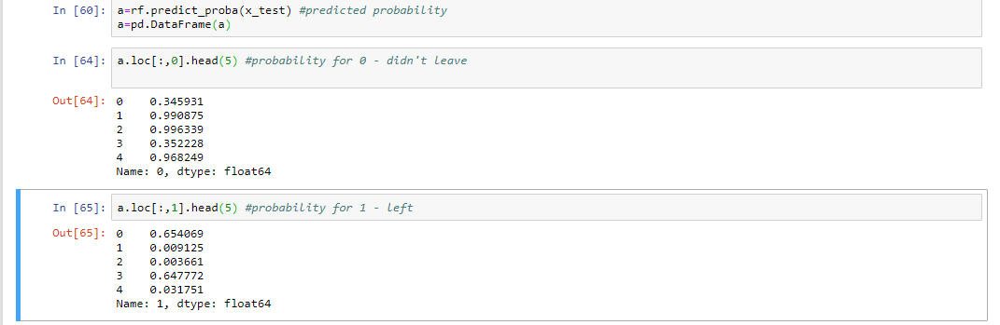 In [60]: a=rf.predict_proba(x_test) #predicted probability
a=pd.DataFrame(a)
In [64]: a.loc[:,0].head(5) #probability for 0 - didn't leave
Out[64]: 0    0.345931
1    0.990875
2    0.996339
3    0.352228
4    0.968249
Name: 0, dtype: float64
In [65]: a.loc[:,1].head(5) #probability for 1 - left
Out[65]: 0    0.654069
1    0.009125
2    0.003661
3    0.647772
4    0.031751
Name: 1, dtype: float64